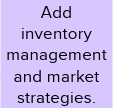 Add
inventory
management
and market
strategies.